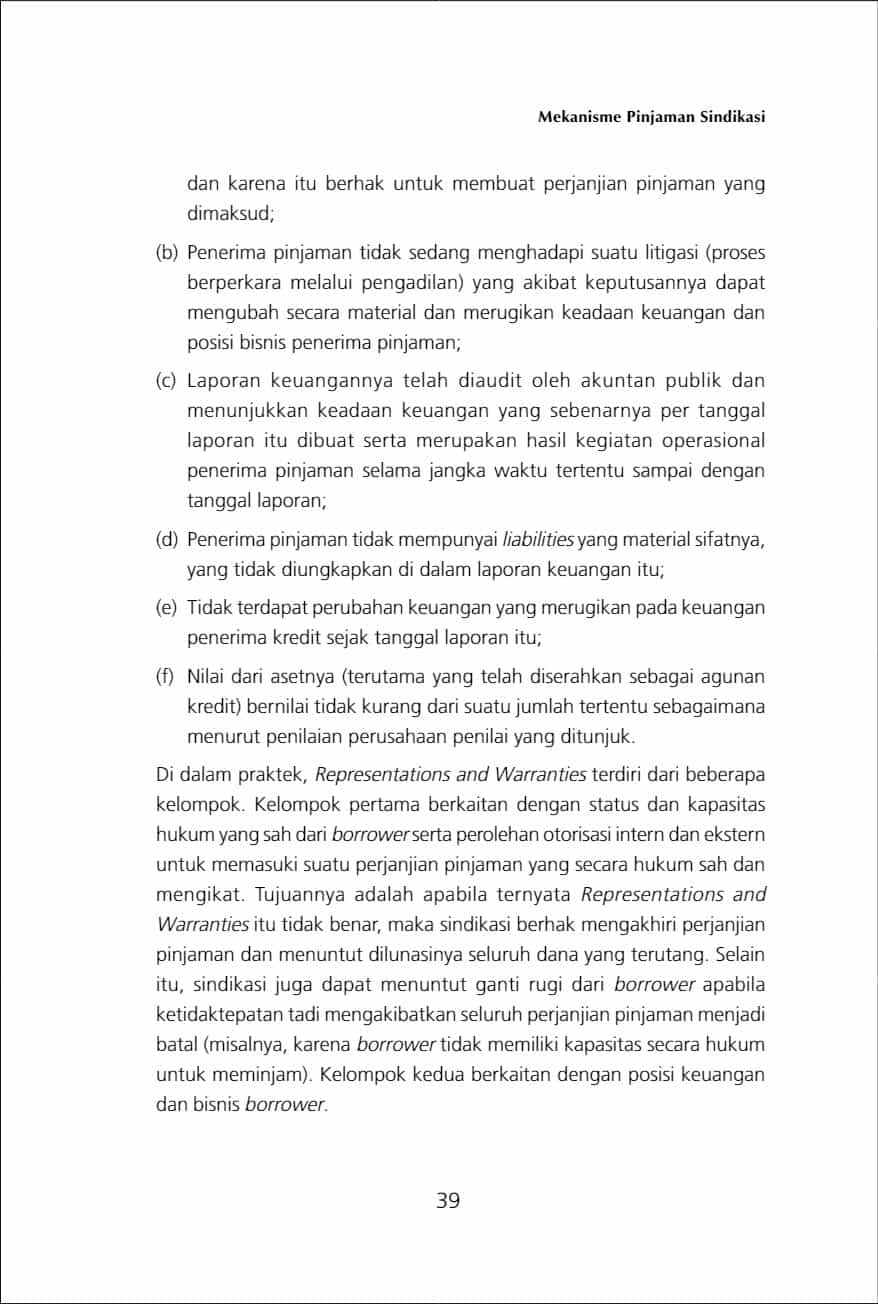 Mekanisme Pinjaman Sindikasi
dan karena itu berhak untuk membuat perjanjian pinjaman yang
dimaksud;
(b) Penerima pinjaman tidak sedang menghadapi suatu litigasi (proses
berperkara melalui pengadilan) yang akibat keputusannya dapat
mengubah secara material dan merugikan keadaan keuangan dan
posisi bisnis penerima pinjaman;
(c) Laporan keuangannya telah diaudit oleh akuntan publik dan
menunjukkan keadaan keuangan yang sebenarnya per tanggal
laporan itu dibuat serta merupakan hasil kegiatan operasional
penerima pinjaman selama jangka waktu tertentu sampai dengan
tanggal laporan;
(d) Penerima pinjaman tidak mempunyai liabilities yang material sifatnya,
yang tidak diungkapkan di dalam laporan keuangan itu;
(e) Tidak terdapat perubahan keuangan yang merugikan pada keuangan
penerima kredit sejak tanggal laporan itu;
(f) Nilai dari asetnya (terutama yang telah diserahkan sebagai agunan
kredit) bernilai tidak kurang dari suatu jumlah tertentu sebagaimana
menurut penilaian perusahaan penilai yang ditunjuk.
Di dalam praktek, Representations and Warranties terdiri dari beberapa
kelompok. Kelompok pertama berkaitan dengan status dan kapasitas
hukum yang sah dari borrower serta perolehan otorisasi intern dan ekstern
untuk memasuki suatu perjanjian pinjaman yang secara hukum sah dan
mengikat. Tujuannya adalah apabila ternyata Representations and
Warranties itu tidak benar, maka sindikasi berhak mengakhiri perjanjian
pinjaman dan menuntut dilunasinya seluruh dana yang terutang. Selain
itu, sindikasi juga dapat menuntut ganti rugi dari borrower apabila
ketidaktepatan tadi mengakibatkan seluruh perjanjian pinjaman menjadi
batal (misalnya, karena borrower tidak memiliki kapasitas secara hukum
untuk meminjam). Kelompok kedua berkaitan dengan posisi keuangan
dan bisnis borrower.
39